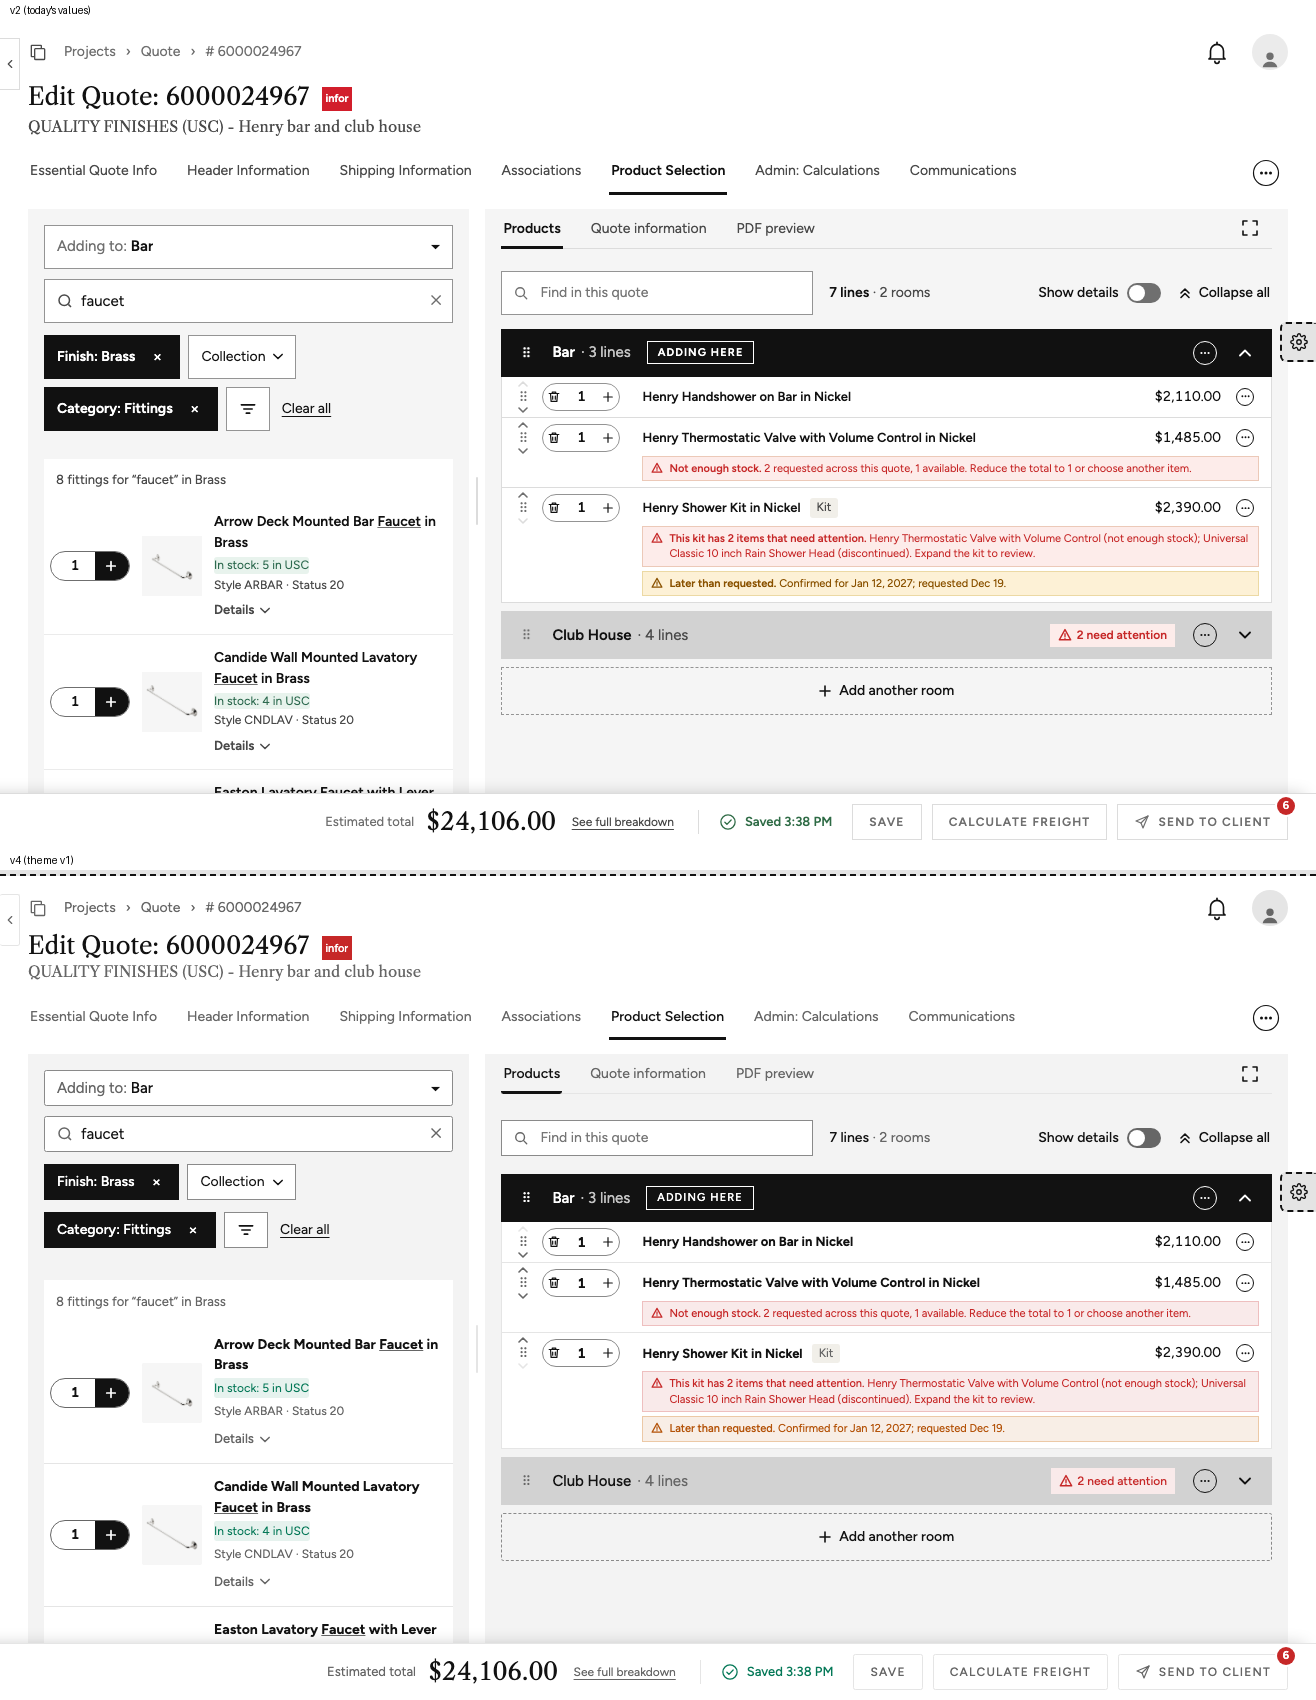 v2 (today's values)
Projects › Quote › # 6000024967
Edit Quote: 6000024967 infor
QUALITY FINISHES (USC) - Henry bar and club house
Essential Quote Info Header Information Shipping Information Associations Product Selection Admin: Calculations Communications
Adding to: Bar
faucet
Finish: Brass × Collection
Category: Fittings × Clear all
8 fittings for “faucet” in Brass
Arrow Deck Mounted Bar Faucet in
Brass
1 +
In stock: 5 in USC
Style ARBAR · Status 20
Details
Candide Wall Mounted Lavatory
Faucet in Brass
1 +
In stock: 4 in USC
Style CNDLAV · Status 20
Details
Easton Lavatory Faucet with Lever
Products Quote information PDF preview
Find in this quote 7 lines · 2 rooms Show details Collapse all
Bar · 3 lines ADDING HERE
1 + Henry Handshower on Bar in Nickel $2,110.00
1 + Henry Thermostatic Valve with Volume Control in Nickel $1,485.00
Not enough stock. 2 requested across this quote, 1 available. Reduce the total to 1 or choose another item.
1 + Henry Shower Kit in Nickel Kit $2,390.00
This kit has 2 items that need attention. Henry Thermostatic Valve with Volume Control (not enough stock); Universal
Classic 10 inch Rain Shower Head (discontinued). Expand the kit to review.
Later than requested. Confirmed for Jan 12, 2027; requested Dec 19.
Club House · 4 lines 2 need attention
+ Add another room
Estimated total $24,106.00 See full breakdown Saved 3:38 PM SAVE CALCULATE FREIGHT SEND TO CLIENT 6
v4 (theme v1)
Projects › Quote › # 6000024967
Edit Quote: 6000024967 infor
QUALITY FINISHES (USC) - Henry bar and club house
Essential Quote Info Header Information Shipping Information Associations Product Selection Admin: Calculations Communications
Adding to: Bar
faucet
Finish: Brass × Collection
Category: Fittings × Clear all
8 fittings for “faucet” in Brass
Arrow Deck Mounted Bar Faucet in
Brass
1 +
In stock: 5 in USC
Style ARBAR · Status 20
Details
Candide Wall Mounted Lavatory
Faucet in Brass
1 +
In stock: 4 in USC
Style CNDLAV · Status 20
Details
Easton Lavatory Faucet with Lever
Products Quote information PDF preview
Find in this quote 7 lines · 2 rooms Show details Collapse all
Bar · 3 lines ADDING HERE
1 + Henry Handshower on Bar in Nickel $2,110.00
1 + Henry Thermostatic Valve with Volume Control in Nickel $1,485.00
Not enough stock. 2 requested across this quote, 1 available. Reduce the total to 1 or choose another item.
1 + Henry Shower Kit in Nickel Kit $2,390.00
This kit has 2 items that need attention. Henry Thermostatic Valve with Volume Control (not enough stock); Universal
Classic 10 inch Rain Shower Head (discontinued). Expand the kit to review.
Later than requested. Confirmed for Jan 12, 2027; requested Dec 19.
Club House · 4 lines 2 need attention
+ Add another room
Estimated total $24,106.00 See full breakdown Saved 3:38 PM SAVE CALCULATE FREIGHT SEND TO CLIENT 6